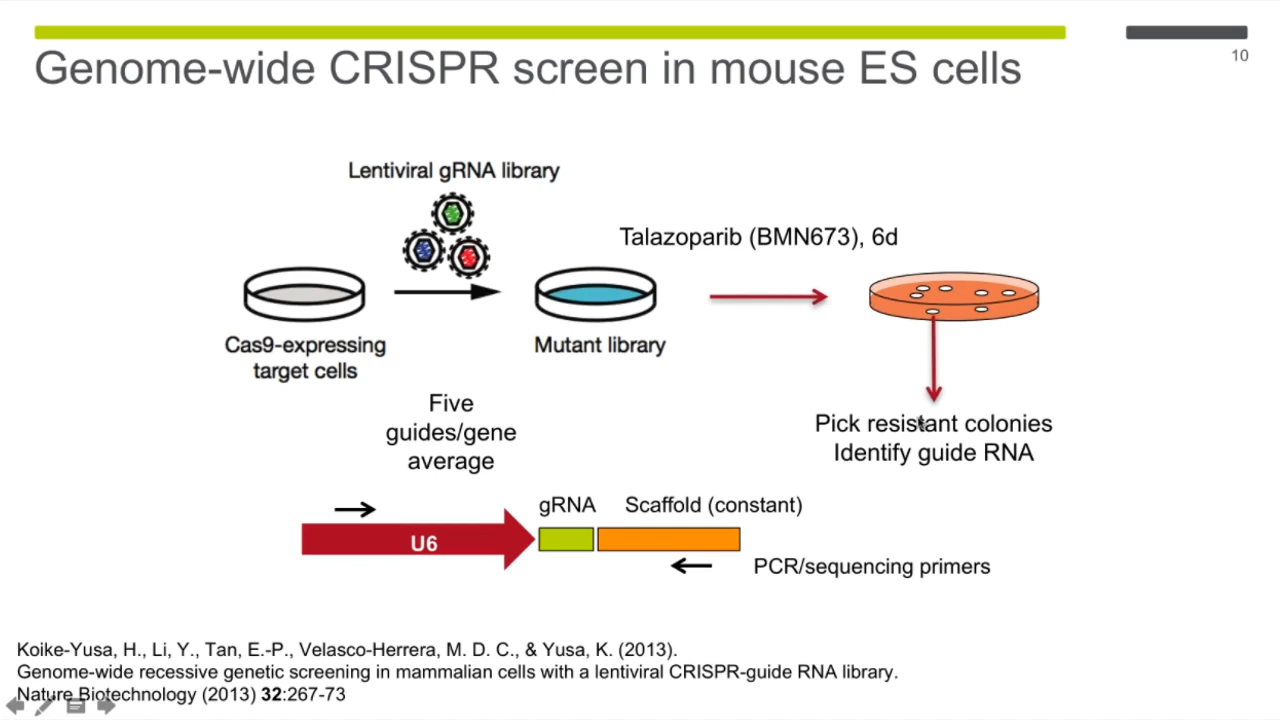 10
Genome-wide CRISPR screen in mouse ES cells
Lentiviral gRNA library
Talazoparib (BMN673), 6d
Cas9-expressing
target cells
Mutant library
Five
guides/gene
average
Pick resistant colonies
Identify guide RNA
gRNA
Scaffold (constant)
U6
PCR/sequencing primers
Koike-Yusa, H., Li, Y., Tan, E.-P., Velasco-Herrera, M. D. C., & Yusa, K. (2013).
Genome-wide recessive genetic screening in mammalian cells with a lentiviral CRISPR-guide RNA library.
Nature Biotechnology (2013) 32:267-73